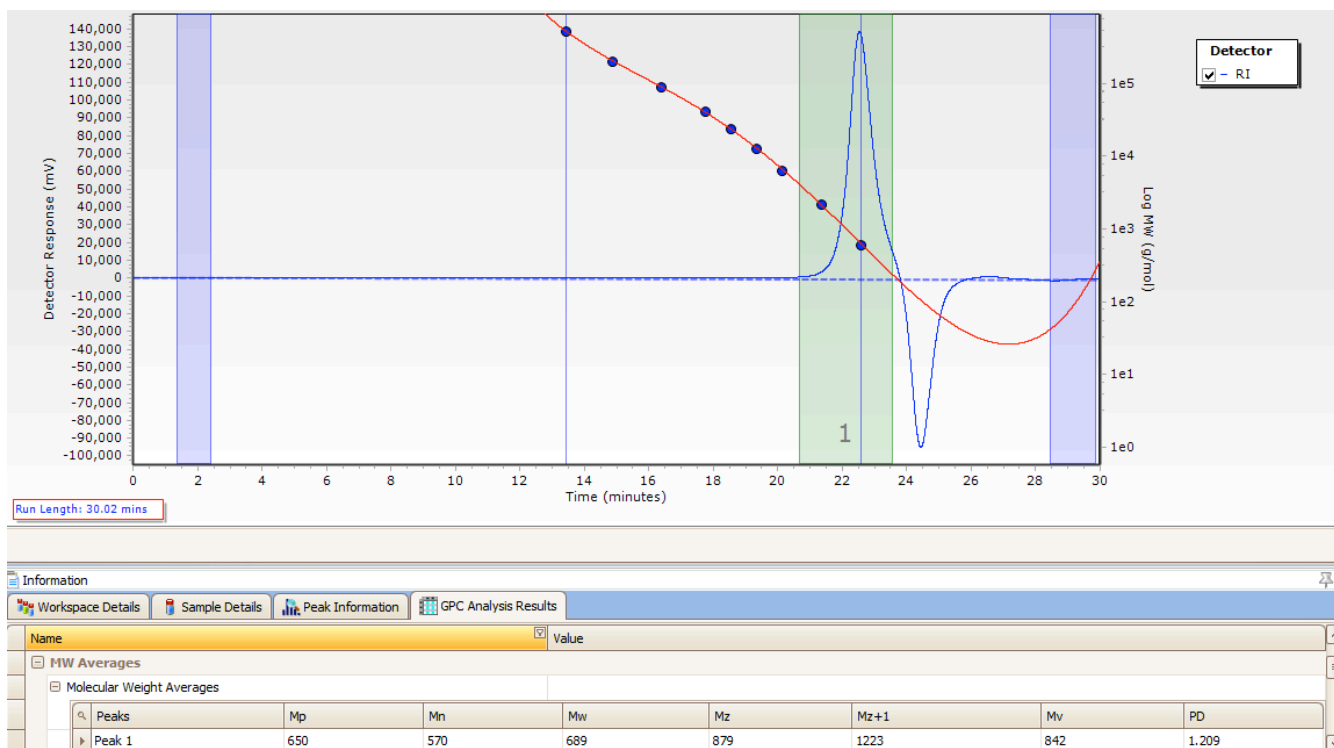 140,000
130,000
120,000
110,000
100,000
90,000
80,000
70,000
60,000
50,000
40,000
30,000
20,000
10,000
0
-10,000
-20,000
-30,000
-40,000
-50,000
-60,000
-70,000
-80,000
-90,000
-100,000
Detector Response (mV)
1
1e5
1e4
1e3
1e2
1e1
1e0
Log MW (g/mol)
Detector
RI
0 2 4 6 8 10 12 14 16 18 20 22 24 26 28 30
Time (minutes)
Run Length: 30.02 mins
Information
Workspace Details Sample Details Peak Information GPC Analysis Results
Name Value
MW Averages
Molecular Weight Averages
Peaks Mp Mn Mw Mz Mz+1 Mv PD
Peak 1 650 570 689 879 1223 842 1.209